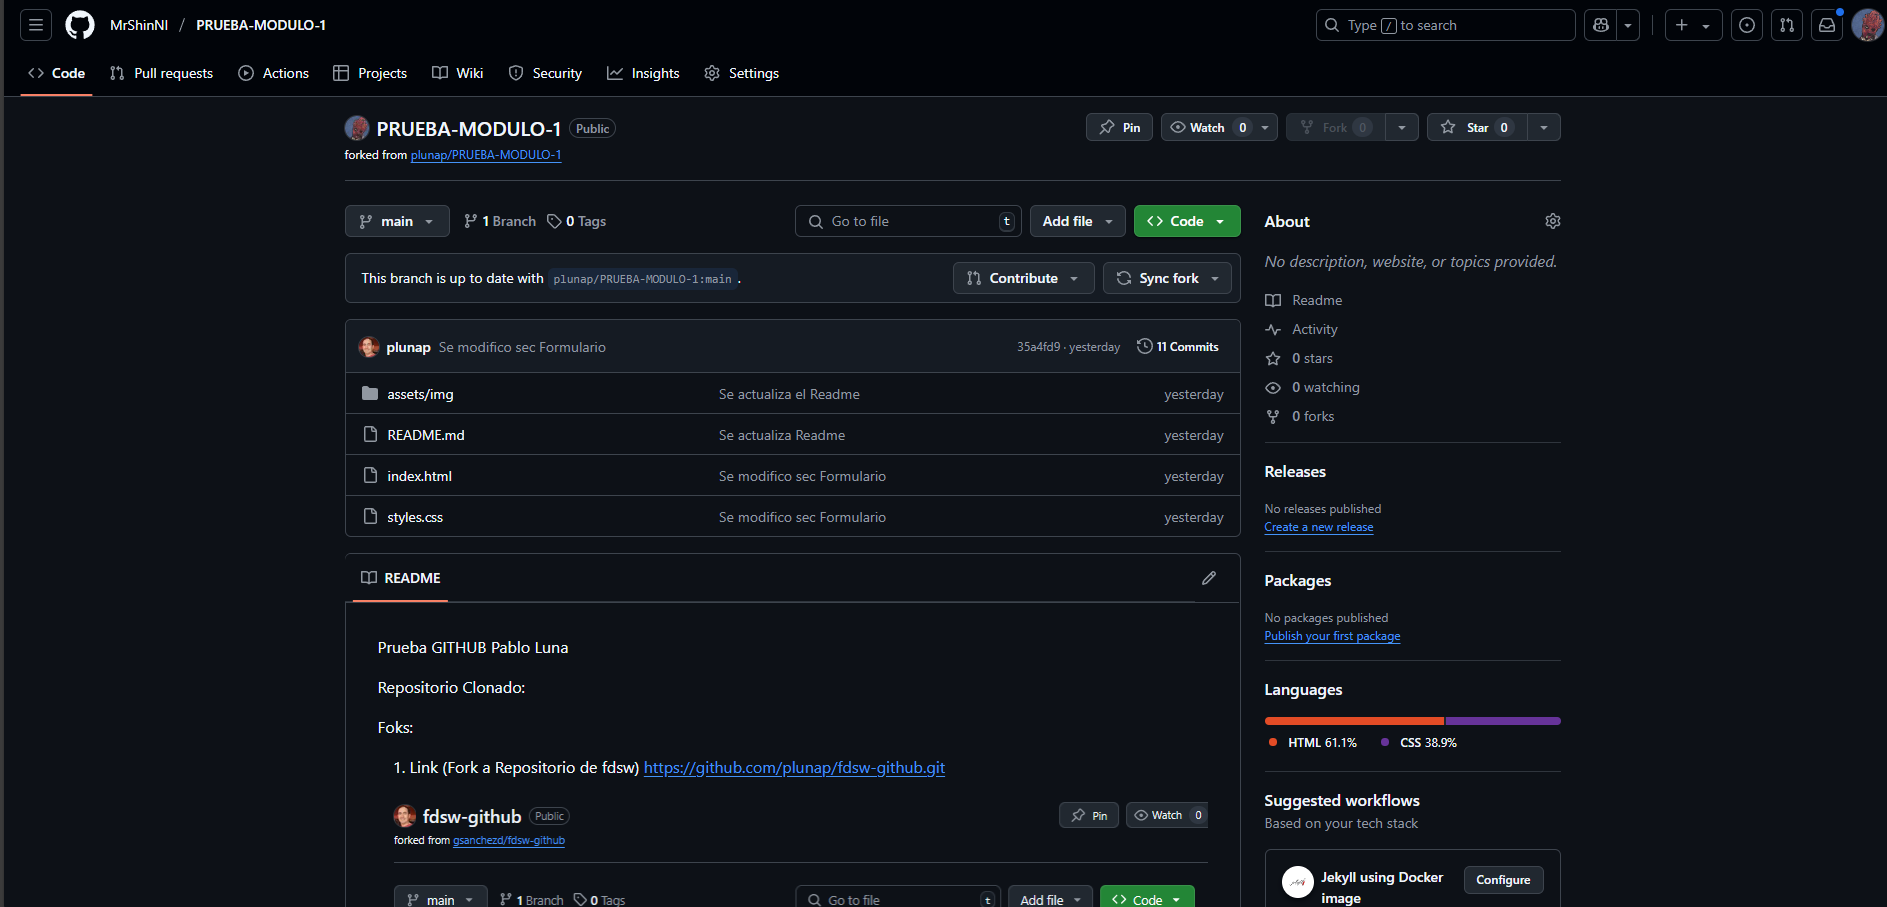 MrShinNI / PRUEBA-MODULO-1
Type / to search
Code Pull requests Actions Projects Wiki Security Insights Settings
PRUEBA-MODULO-1 Public
Pin Watch 0 Fork 0 Star 0
forked from plunap/PRUEBA-MODULO-1
main 1 Branch 0 Tags
Go to file t Add file Code
This branch is up to date with plunap/PRUEBA-MODULO-1:main .
Contribute Sync fork
plunap Se modifico sec Formulario 35a4fd9 · yesterday 11 Commits
assets/img Se actualiza el Readme yesterday
README.md Se actualiza Readme yesterday
index.html Se modifico sec Formulario yesterday
styles.css Se modifico sec Formulario yesterday
README
Prueba GITHUB Pablo Luna
Repositorio Clonado:
Foks:
1. Link (Fork a Repositorio de fdsw) https://github.com/plunap/fdsw-github.git
fdsw-github Public
Pin Watch 0
forked from gsanchezd/fdsw-github
main 1 Branch 0 Tags
Go to file t Add file Code
About
No description, website, or topics provided.
Readme
Activity
0 stars
0 watching
0 forks
Releases
No releases published
Create a new release
Packages
No packages published
Publish your first package
Languages
HTML 61.1% CSS 38.9%
Suggested workflows
Based on your tech stack
Jekyll using Docker image
Configure